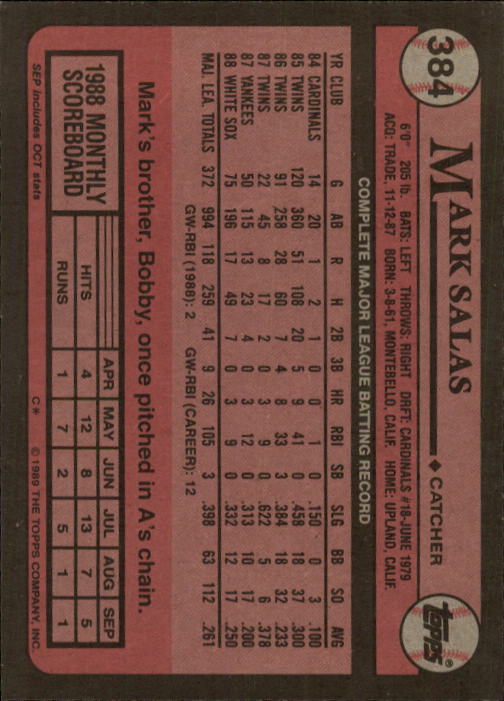 384
MARK SALAS ♦ CATCHER
TOPPS®
6'0" 205 lb. BATS: LEFT THROWS: RIGHT DRFT: CARDINALS #18-JUNE 1979
ACQ: TRADE, 11-12-87 BORN: 3-8-61, MONTEBELLO, CALIF. HOME: UPLAND, CALIF.
COMPLETE MAJOR LEAGUE BATTING RECORD
YR CLUB G AB R H 2B 3B HR RBI SB SLG BB SO AVG
84 CARDINALS 14 20 1 2 1 0 0 1 0 .150 0 3 .100
85 TWINS 120 360 51 108 20 5 9 41 0 .458 18 37 .300
86 TWINS 91 258 28 60 7 4 8 33 3 .384 18 32 .233
87 TWINS 22 45 8 17 2 0 3 9 0 .622 5 6 .378
87 YANKEES 50 115 13 23 4 0 3 12 0 .313 10 17 .200
88 WHITE SOX 75 196 17 49 7 0 3 9 0 .332 12 17 .250
MAJ. LEA. TOTALS 372 994 118 259 41 9 26 105 3 .398 63 112 .261
GW-RBI (1988): 2 GW-RBI (CAREER): 12
Mark's brother, Bobby, once pitched in A's chain.
1988 MONTHLY
SCOREBOARD
APR MAY JUN JUL AUG SEP
HITS 4 12 8 13 7 5
RUNS 1 7 2 5 1 1
SEP includes OCT stats
C* © 1989 THE TOPPS COMPANY, INC.